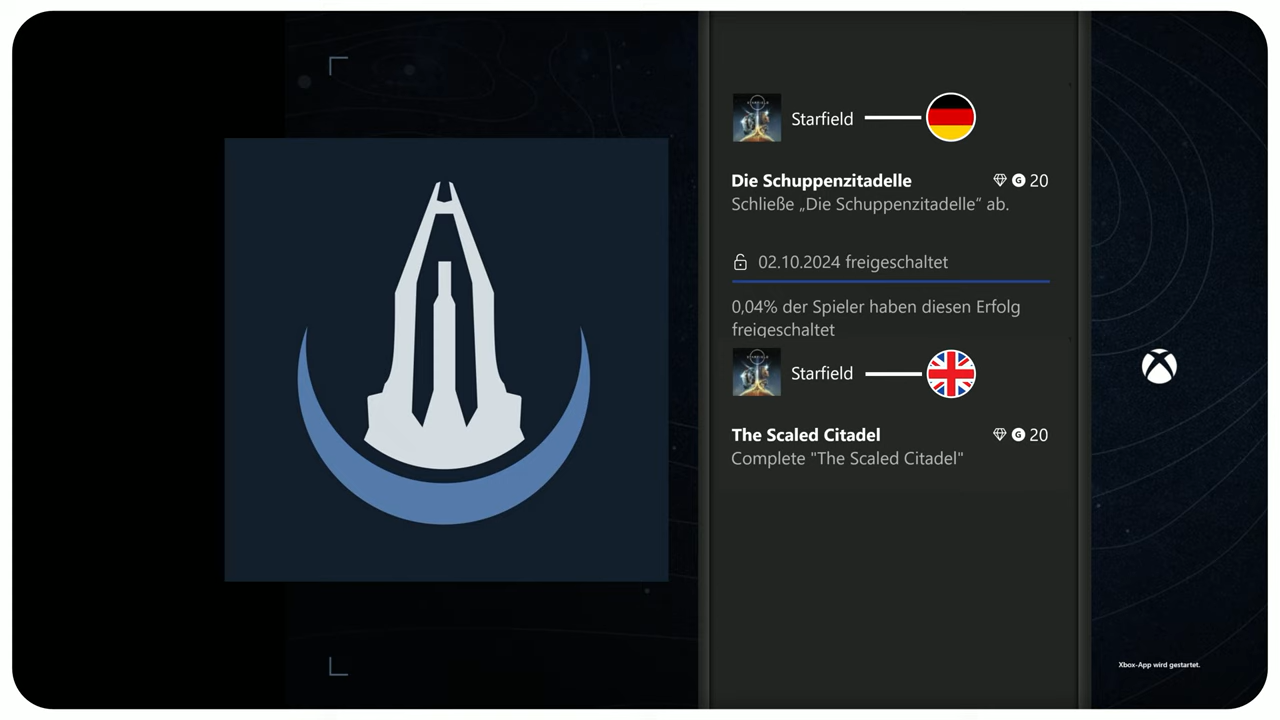 Starfield
Die Schuppenzitadelle
G 20
Schließe „Die Schuppenzitadelle“ ab.
02.10.2024 freigeschaltet
0,04% der Spieler haben diesen Erfolg
freigeschaltet
Starfield
The Scaled Citadel
G 20
Complete "The Scaled Citadel"
Xbox-App wird gestartet.